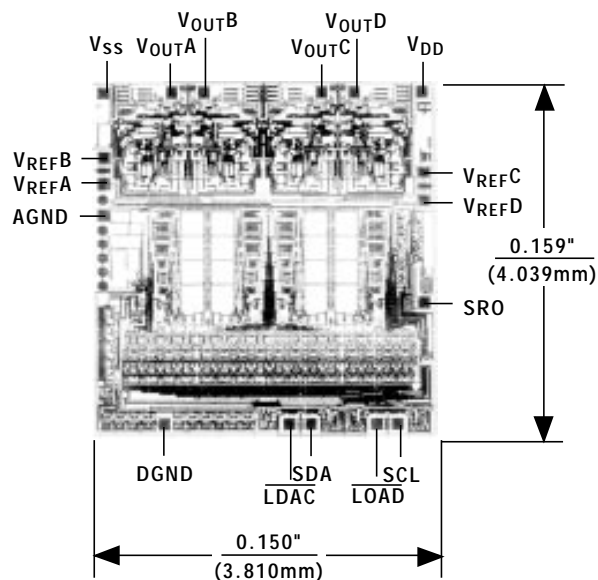 VSS
VOUTA
VOUTB
VOUTC
VOUTD
VDD
VREFB
VREFA
AGND
VREFC
VREFD
0.159"
(4.039mm)
SRO
DGND
LDAC
SDA
LOAD
SCL
0.150"
(3.810mm)